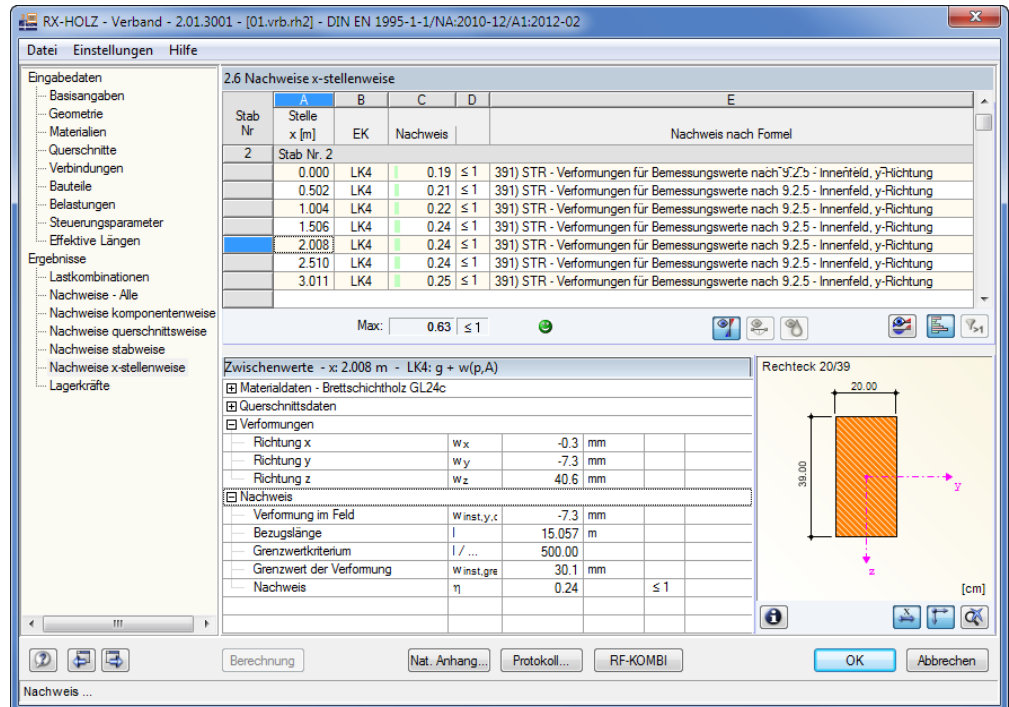 RX-HOLZ - Verband - 2.01.3001 - [01.vrb.rh2] - DIN EN 1995-1-1/NA:2010-12/A1:2012-02
Datei Einstellungen Hilfe
Eingabedaten
Basisangaben
Geometrie
Materialien
Querschnitte
Verbindungen
Bauteile
Belastungen
Steuerungsparameter
Effektive Längen
Ergebnisse
Lastkombinationen
Nachweise - Alle
Nachweise komponentenweise
Nachweise querschnittsweise
Nachweise stabweise
Nachweise x-stellenweise
Lagerkräfte
2.6 Nachweise x-stellenweise
A B C D E
Stab Stelle
Nr x [m] EK Nachweis Nachweis nach Formel
2 Stab Nr. 2
0.000 LK4 0.19 ≤ 1 391) STR - Verformungen für Bemessungswerte nach 9.2.5 - Innenfeld, y-Richtung
0.502 LK4 0.21 ≤ 1 391) STR - Verformungen für Bemessungswerte nach 9.2.5 - Innenfeld, y-Richtung
1.004 LK4 0.22 ≤ 1 391) STR - Verformungen für Bemessungswerte nach 9.2.5 - Innenfeld, y-Richtung
1.506 LK4 0.24 ≤ 1 391) STR - Verformungen für Bemessungswerte nach 9.2.5 - Innenfeld, y-Richtung
2.008 LK4 0.24 ≤ 1 391) STR - Verformungen für Bemessungswerte nach 9.2.5 - Innenfeld, y-Richtung
2.510 LK4 0.24 ≤ 1 391) STR - Verformungen für Bemessungswerte nach 9.2.5 - Innenfeld, y-Richtung
3.011 LK4 0.25 ≤ 1 391) STR - Verformungen für Bemessungswerte nach 9.2.5 - Innenfeld, y-Richtung
Max: 0.63 ≤ 1
>1
Zwischenwerte - x: 2.008 m - LK4: g + w(p,A)
Materialdaten - Brettschichtholz GL24c
Querschnittsdaten
Verformungen
Richtung x wx -0.3 mm
Richtung y wy -7.3 mm
Richtung z wz 40.6 mm
Nachweis
Verformung im Feld winst,y,c -7.3 mm
Bezugslänge l 15.057 m
Grenzwertkriterium l / ... 500.00
Grenzwert der Verformung winst,gre 30.1 mm
Nachweis η 0.24 ≤ 1
Rechteck 20/39
20.00
39.00
y
z
[cm]
Berechnung Nat. Anhang... Protokoll... RF-KOMBI OK Abbrechen
Nachweis ...